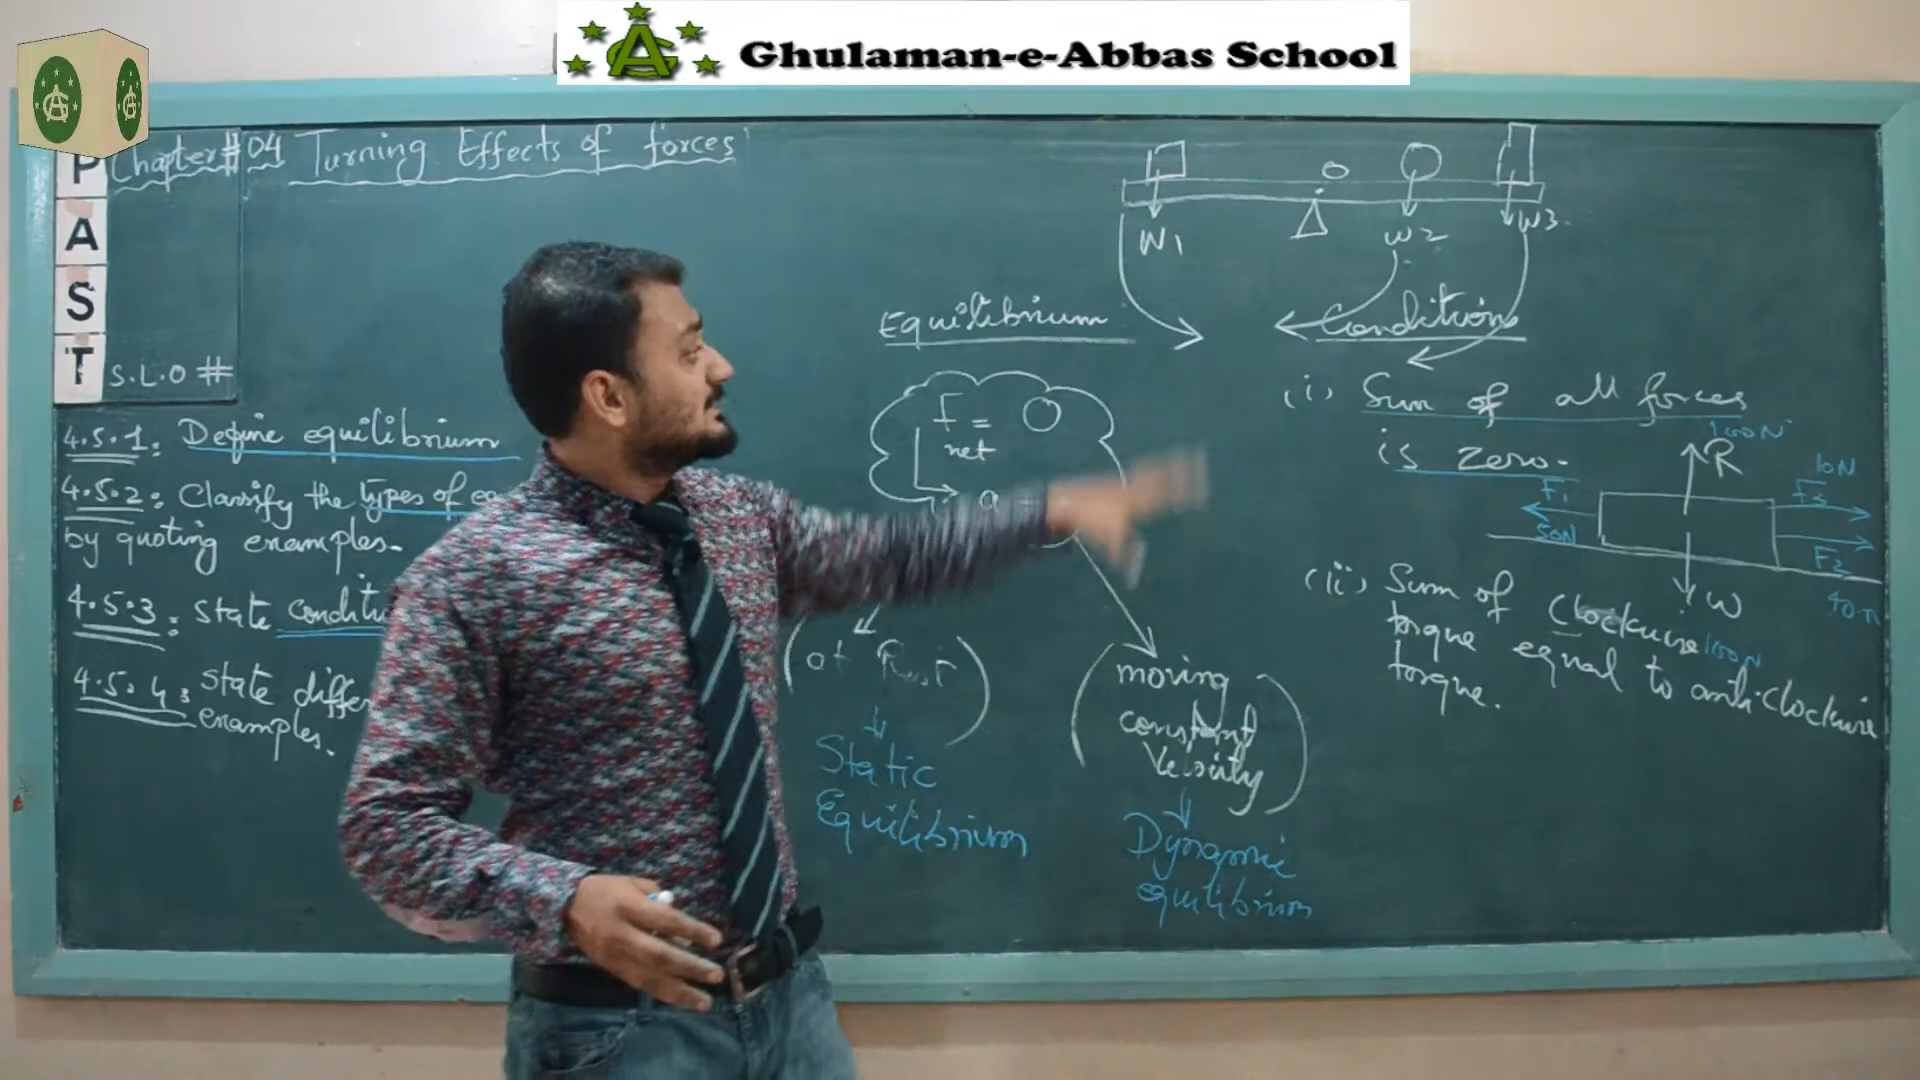 Ghulaman-e-Abbas School
P
A
S
T
Chapter # 04 Turning Effects of forces
S.L.O #
4.5.1: Define equilibrium
4.5.2: Classify the types of
by quoting examples.
4.5.3: State
4.5.4: State
examples.
Equilibrium
F net = 0
a
(at Rest)
Static
Equilibrium
(moving
constant
Velocity)
Dynamic
equilibrium
o
W1
W2
W3
Conditions
(i) Sum of all forces
is zero.
100N
R
F1
50N
10N
F3
F2
40N
W
100N
(ii) Sum of Clockwise
torque equal to anti-clockwise
torque.